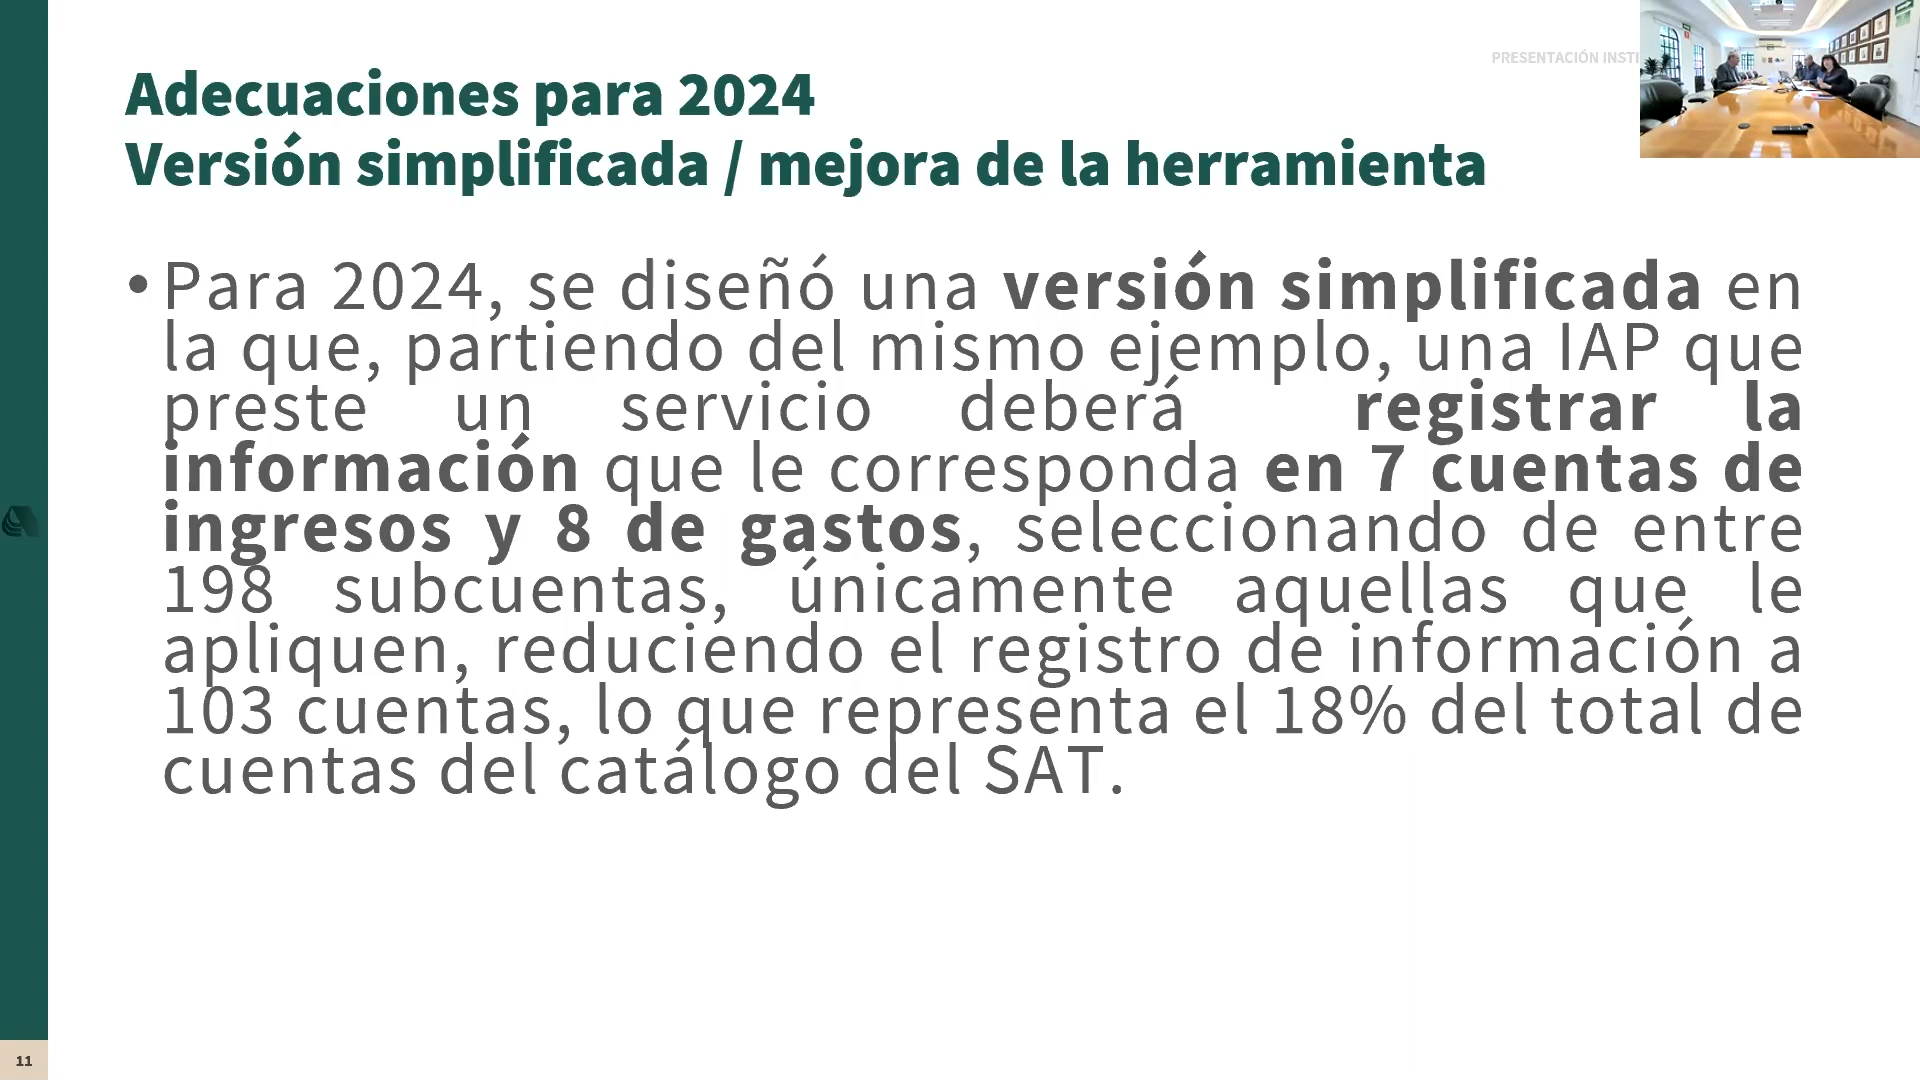 PRESENTACIÓN INSTI
Adecuaciones para 2024
Versión simplificada / mejora de la herramienta
• Para 2024, se diseñó una versión simplificada en
la que, partiendo del mismo ejemplo, una IAP que
preste un servicio deberá registrar la
información que le corresponda en 7 cuentas de
ingresos y 8 de gastos, seleccionando de entre
198 subcuentas, únicamente aquellas que le
apliquen, reduciendo el registro de información a
103 cuentas, lo que representa el 18% del total de
cuentas del catálogo del SAT.
11